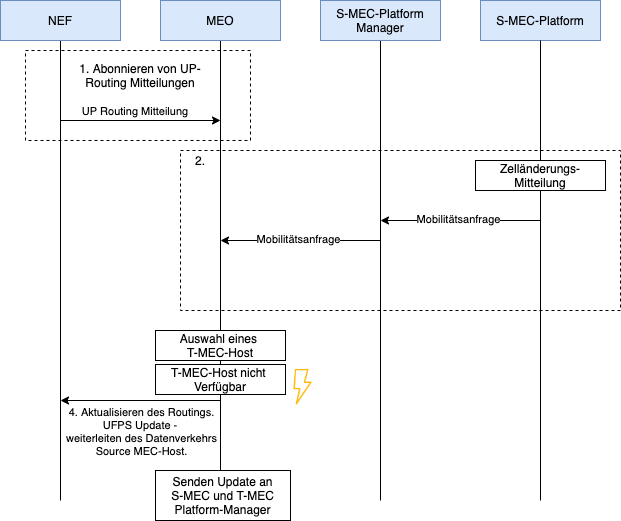 NEF
MEO
S-MEC-Platform
Manager
S-MEC-Platform
1. Abonnieren von UP-
Routing Mitteilungen
UP Routing Mitteilung
2.
Zelländerungs-
Mitteilung
Mobilitätsanfrage
Mobilitätsanfrage
Auswahl eines
T-MEC-Host
T-MEC-Host nicht
Verfügbar
4. Aktualisieren des Routings.
UFPS Update -
weiterleiten des Datenverkehrs
Source MEC-Host.
Senden Update an
S-MEC und T-MEC
Platform-Manager